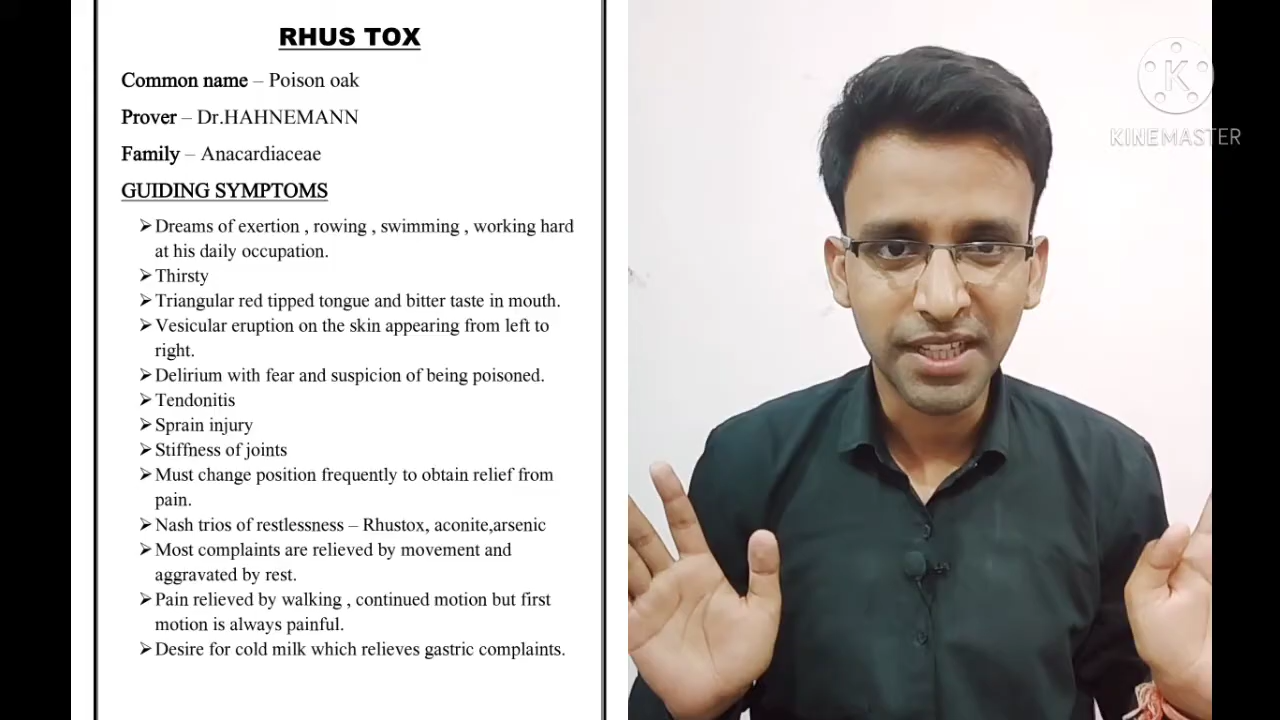 RHUS TOX
Common name – Poison oak
Prover – Dr.HAHNEMANN
Family – Anacardiaceae
GUIDING SYMPTOMS
➢ Dreams of exertion , rowing , swimming , working hard
at his daily occupation.
➢ Thirsty
➢ Triangular red tipped tongue and bitter taste in mouth.
➢ Vesicular eruption on the skin appearing from left to
right.
➢ Delirium with fear and suspicion of being poisoned.
➢ Tendonitis
➢ Sprain injury
➢ Stiffness of joints
➢ Must change position frequently to obtain relief from
pain.
➢ Nash trios of restlessness – Rhustox, aconite,arsenic
➢ Most complaints are relieved by movement and
aggravated by rest.
➢ Pain relieved by walking , continued motion but first
motion is always painful.
➢ Desire for cold milk which relieves gastric complaints.
K
KINEMASTER